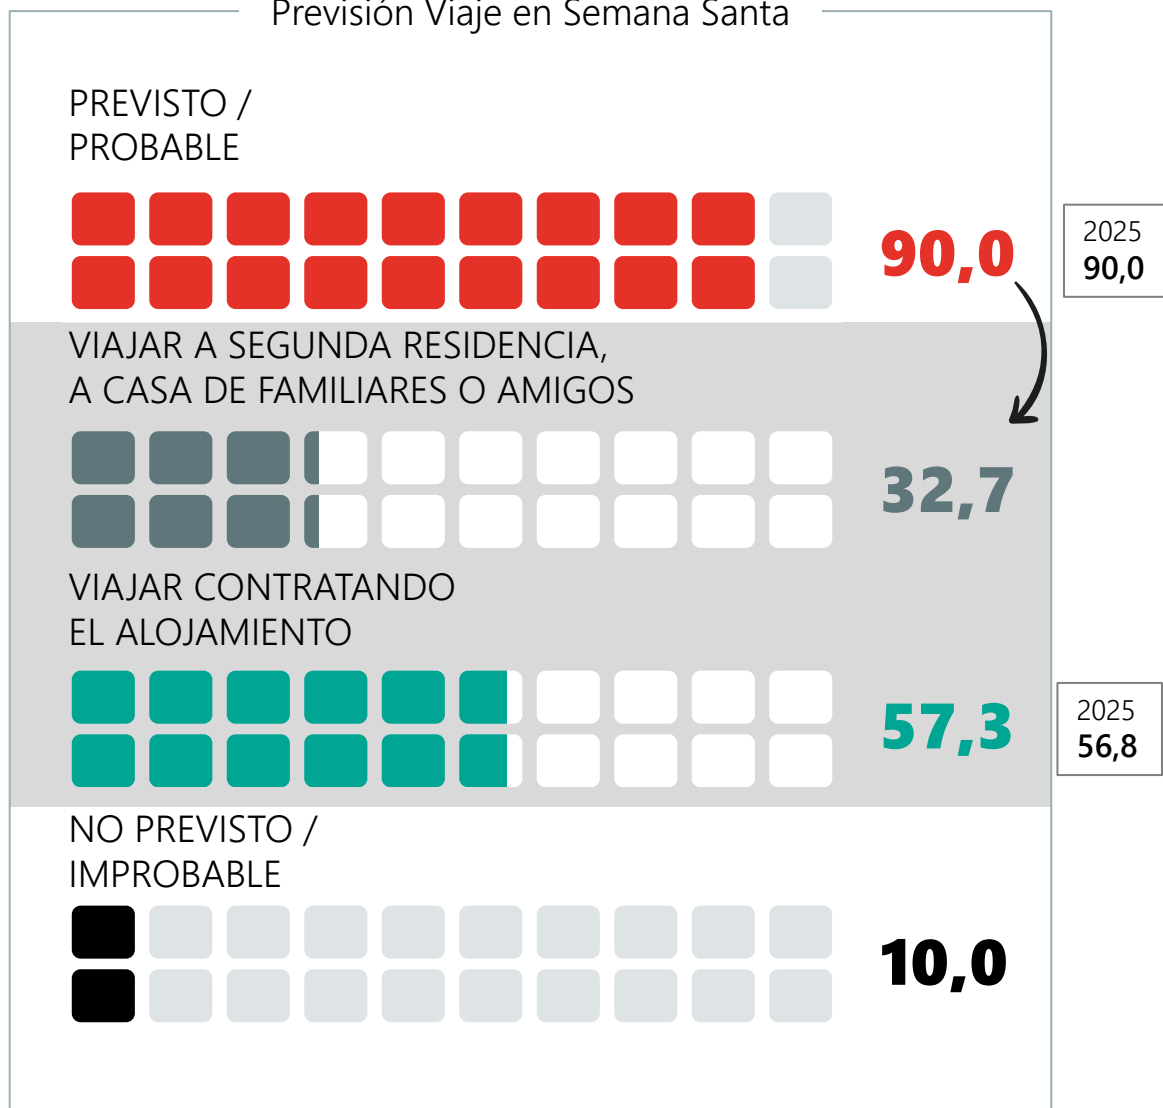 Previsión Viaje en Semana Santa
PREVISTO /
PROBABLE
90,0
2025
90,0
VIAJAR A SEGUNDA RESIDENCIA,
A CASA DE FAMILIARES O AMIGOS
32,7
VIAJAR CONTRATANDO
EL ALOJAMIENTO
57,3
2025
56,8
NO PREVISTO /
IMPROBABLE
10,0